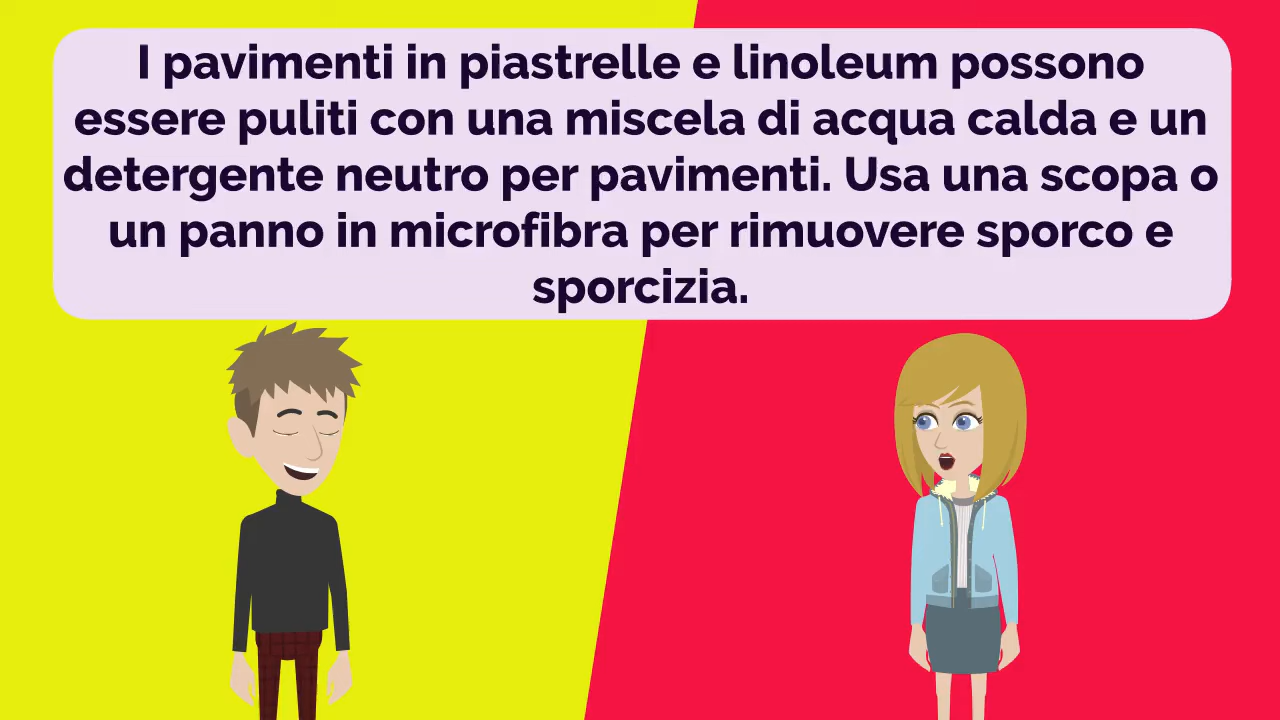 I pavimenti in piastrelle e linoleum possono
essere puliti con una miscela di acqua calda e un
detergente neutro per pavimenti. Usa una scopa o
un panno in microfibra per rimuovere sporco e
sporcizia.